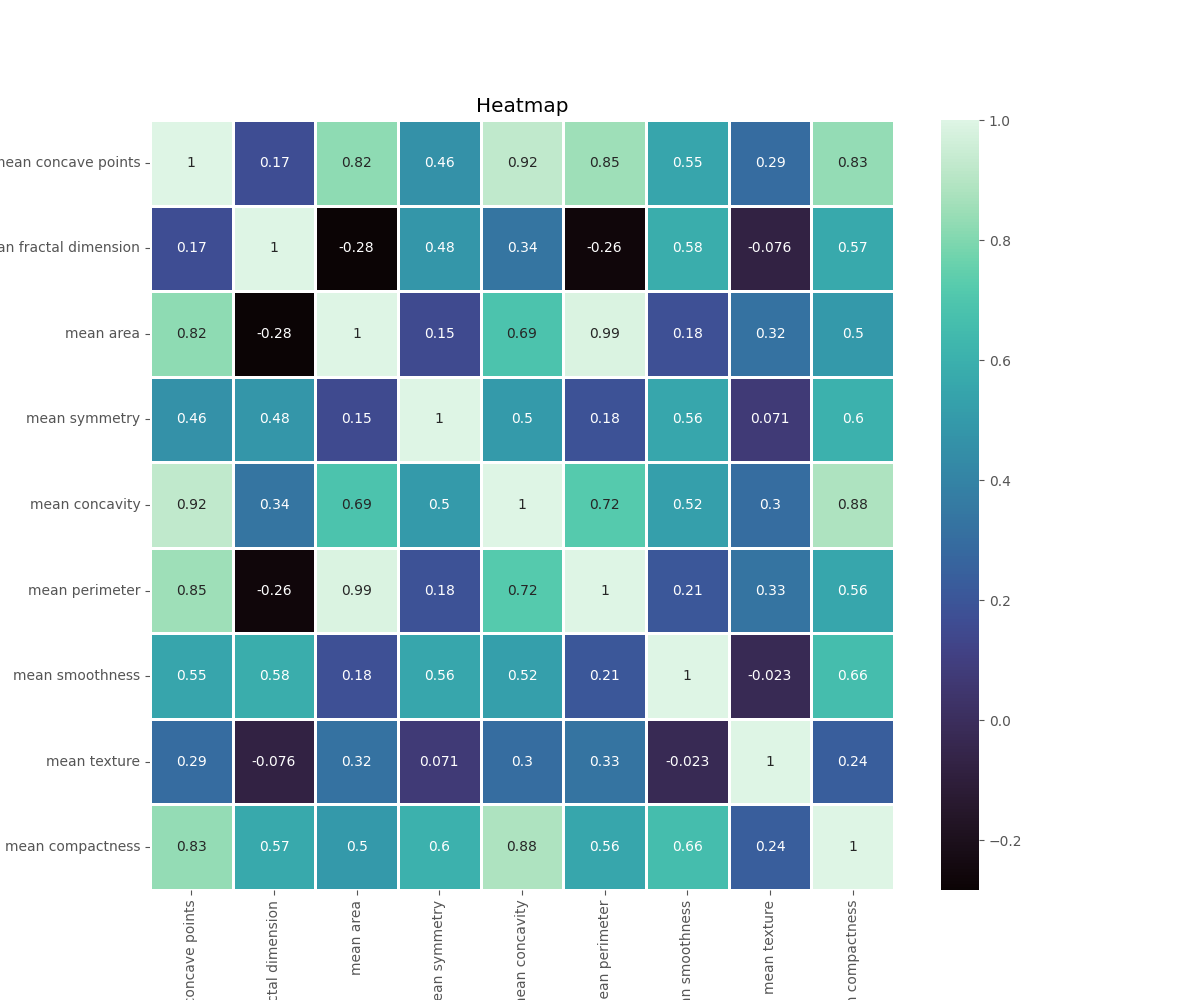 Heatmap
mean concave points 1 0.17 0.82 0.46 0.92 0.85 0.55 0.29 0.83
an fractal dimension 0.17 1 -0.28 0.48 0.34 -0.26 0.58 -0.076 0.57
mean area 0.82 -0.28 1 0.15 0.69 0.99 0.18 0.32 0.5
mean symmetry 0.46 0.48 0.15 1 0.5 0.18 0.56 0.071 0.6
mean concavity 0.92 0.34 0.69 0.5 1 0.72 0.52 0.3 0.88
mean perimeter 0.85 -0.26 0.99 0.18 0.72 1 0.21 0.33 0.56
mean smoothness 0.55 0.58 0.18 0.56 0.52 0.21 1 -0.023 0.66
mean texture 0.29 -0.076 0.32 0.071 0.3 0.33 -0.023 1 0.24
mean compactness 0.83 0.57 0.5 0.6 0.88 0.56 0.66 0.24 1
concave points
ctal dimension
mean area
ean symmetry
ean concavity
ean perimeter
an smoothness
mean texture
n compactness
1.0
0.8
0.6
0.4
0.2
0.0
−0.2